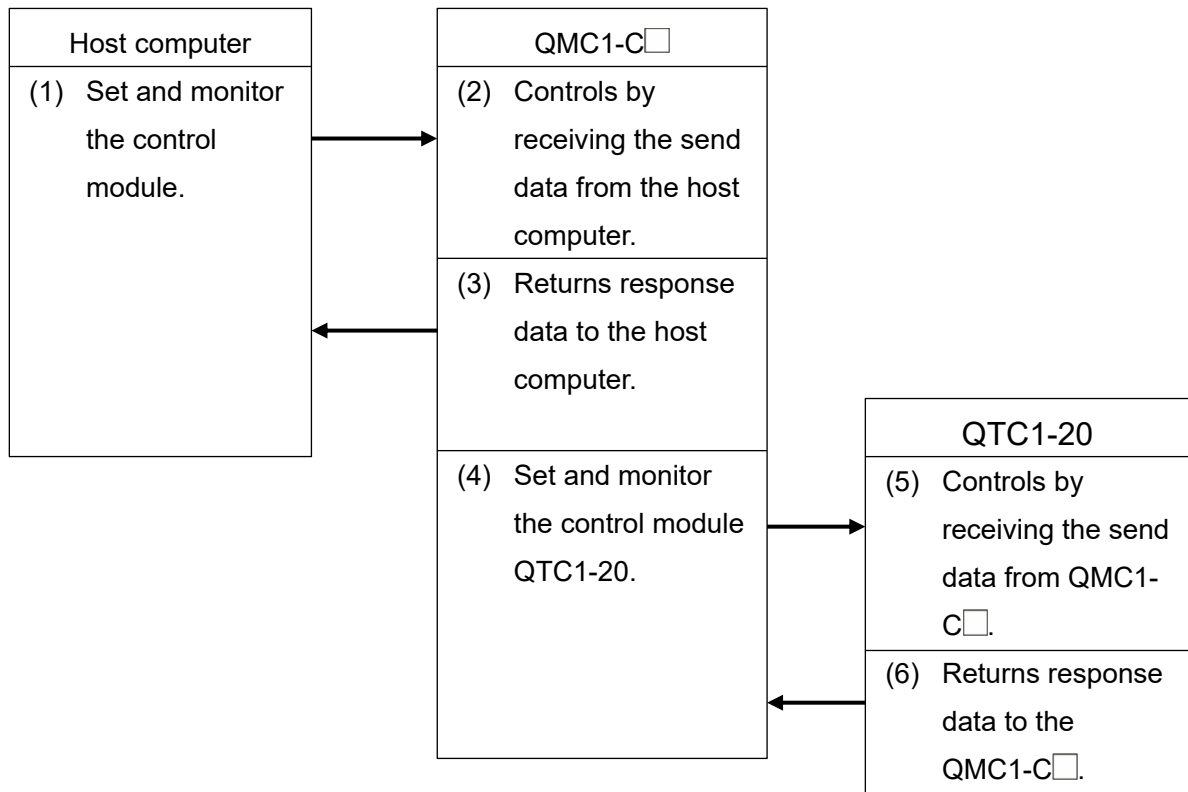 Host computer
(1) Set and monitor
the control
module.
QMC1-C□
(2) Controls by
receiving the send
data from the host
computer.
(3) Returns response
data to the host
computer.
(4) Set and monitor
the control module
QTC1-20.
QTC1-20
(5) Controls by
receiving the send
data from QMC1-
C□.
(6) Returns response
data to the
QMC1-C□.